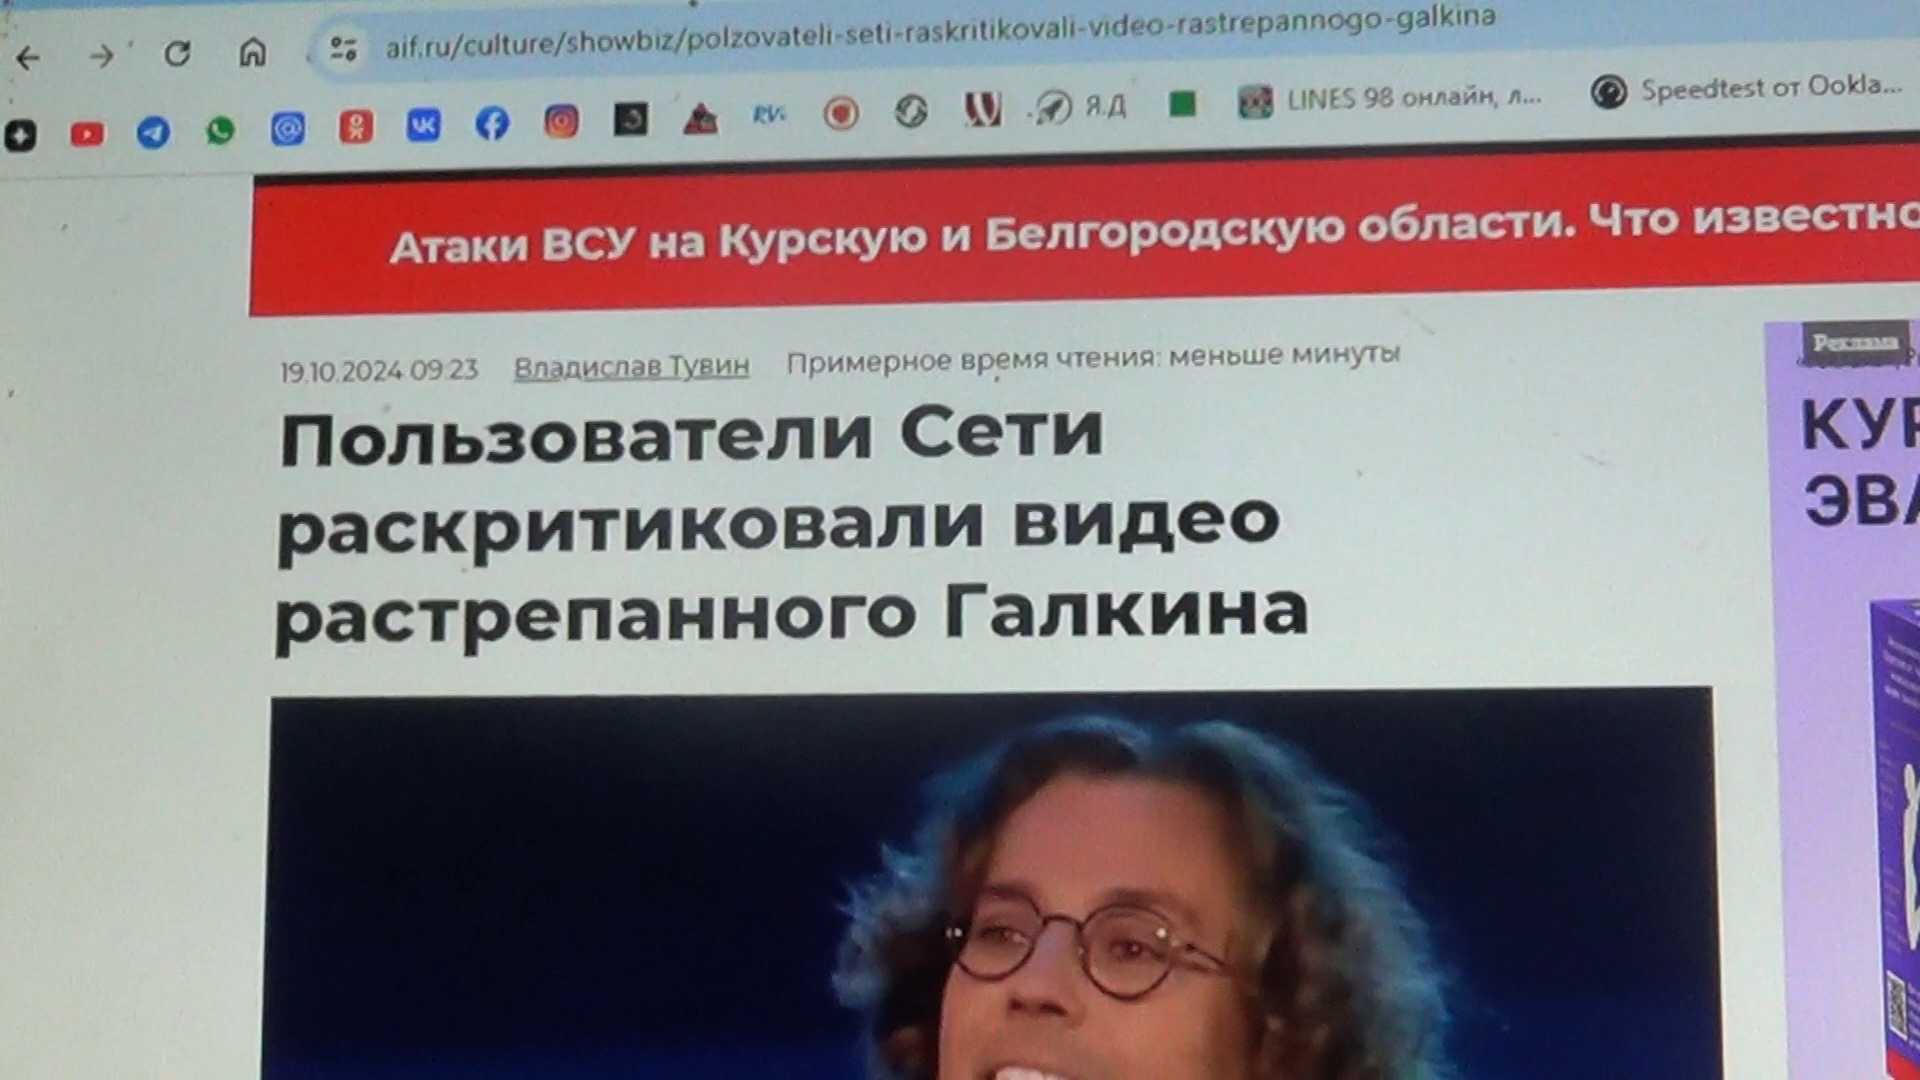 aif.ru/culture/showbiz/polzovateli-seti-raskritikovali-video-rastrepannogo-galkina
Я.Д LINES 98 онлайн, л... Speedtest от Ookla...
Атаки ВСУ на Курскую и Белгородскую области. Что известно
19.10.2024 09:23 Владислав Тувин Примерное время чтения: меньше минуты
Реклама
Пользователи Сети
раскритиковали видео
растрепанного Галкина
КУР
ЭВА